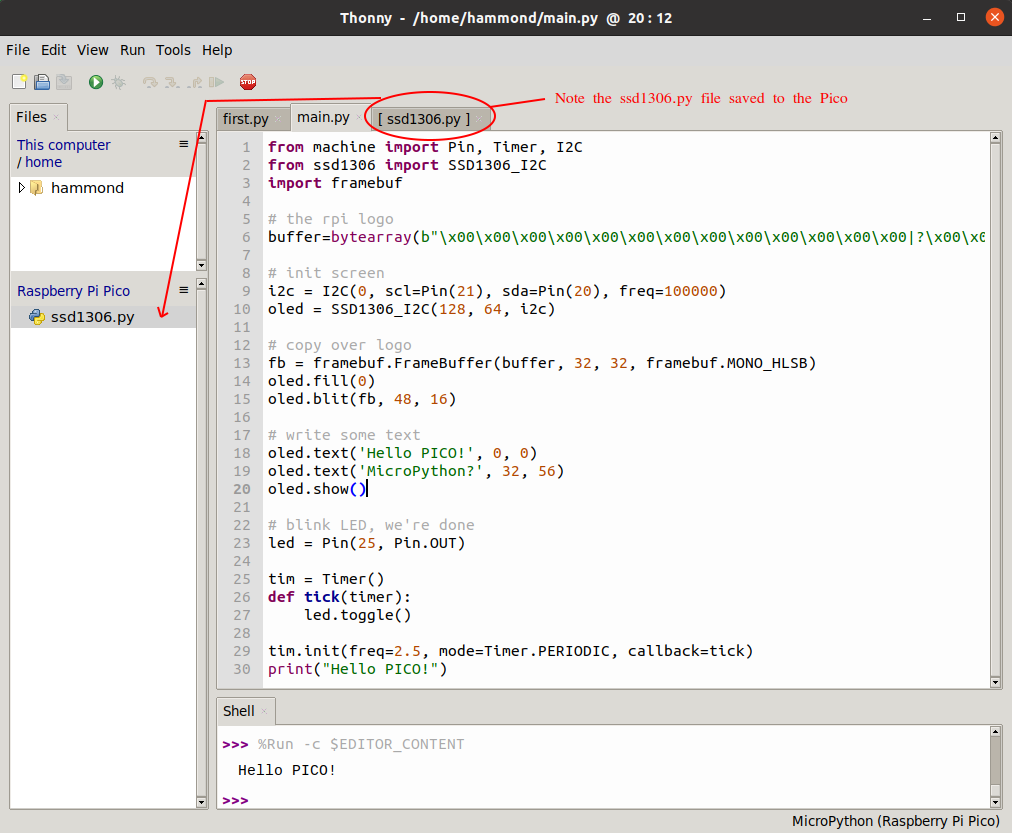 Thonny - /home/hammond/main.py @ 20:12
File Edit View Run Tools Help
STOP
Note the ssd1306.py file saved to the Pico
Files
This computer
/ home
hammond
Raspberry Pi Pico
ssd1306.py
first.py main.py [ ssd1306.py ]
1 from machine import Pin, Timer, I2C
2 from ssd1306 import SSD1306_I2C
3 import framebuf
4
5 # the rpi logo
6 buffer=bytearray(b"\x00\x00\x00\x00\x00\x00\x00\x00\x00\x00\x00\x00\x00|?\x00\x0
7
8 # init screen
9 i2c = I2C(0, scl=Pin(21), sda=Pin(20), freq=100000)
10 oled = SSD1306_I2C(128, 64, i2c)
11
12 # copy over logo
13 fb = framebuf.FrameBuffer(buffer, 32, 32, framebuf.MONO_HLSB)
14 oled.fill(0)
15 oled.blit(fb, 48, 16)
16
17 # write some text
18 oled.text('Hello PICO!', 0, 0)
19 oled.text('MicroPython?', 32, 56)
20 oled.show()
21
22 # blink LED, we're done
23 led = Pin(25, Pin.OUT)
24
25 tim = Timer()
26 def tick(timer):
27     led.toggle()
28
29 tim.init(freq=2.5, mode=Timer.PERIODIC, callback=tick)
30 print("Hello PICO!")
Shell
>>> %Run -c $EDITOR_CONTENT
Hello PICO!
>>>
MicroPython (Raspberry Pi Pico)